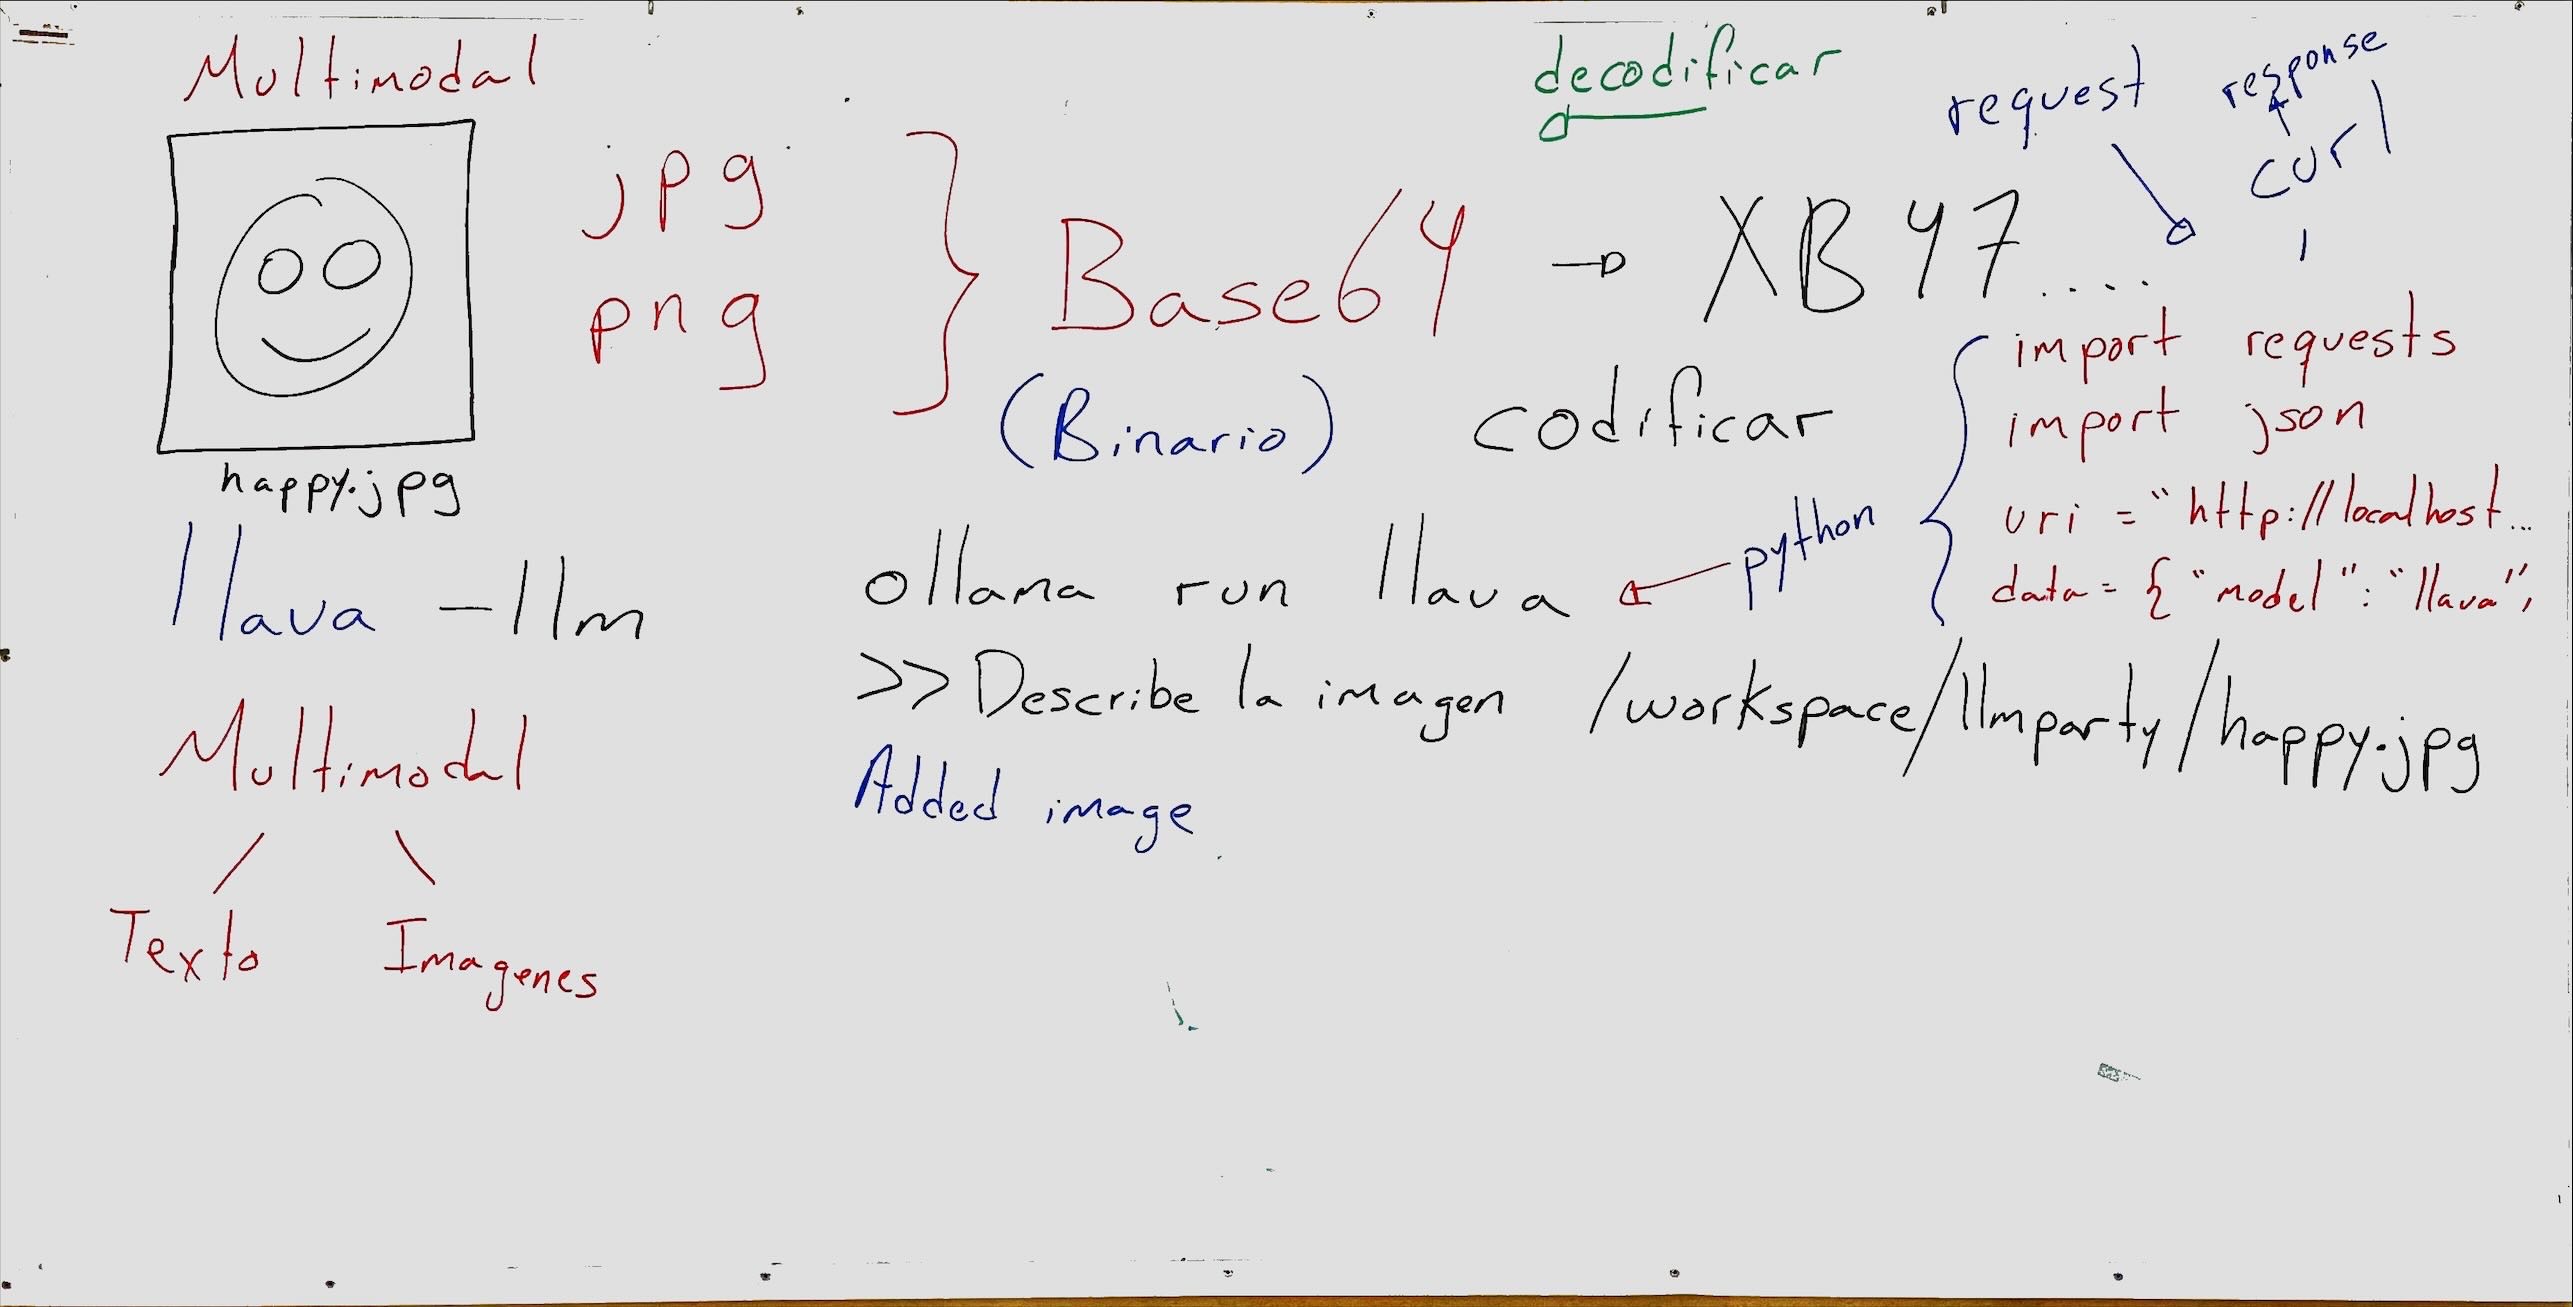 Multimodal
decodificar
request
response
curl
jpg
png
Base64
XB47....
(Binario)
codificar
happy.jpg
import requests
import json
uri = "http://localhost...
data = { "model" : "llava",
python
llava - llm
ollama run llava
>> Describe la imagen /workspace/llmparty/happy.jpg
Added image
Multimodal
Texto Imagenes